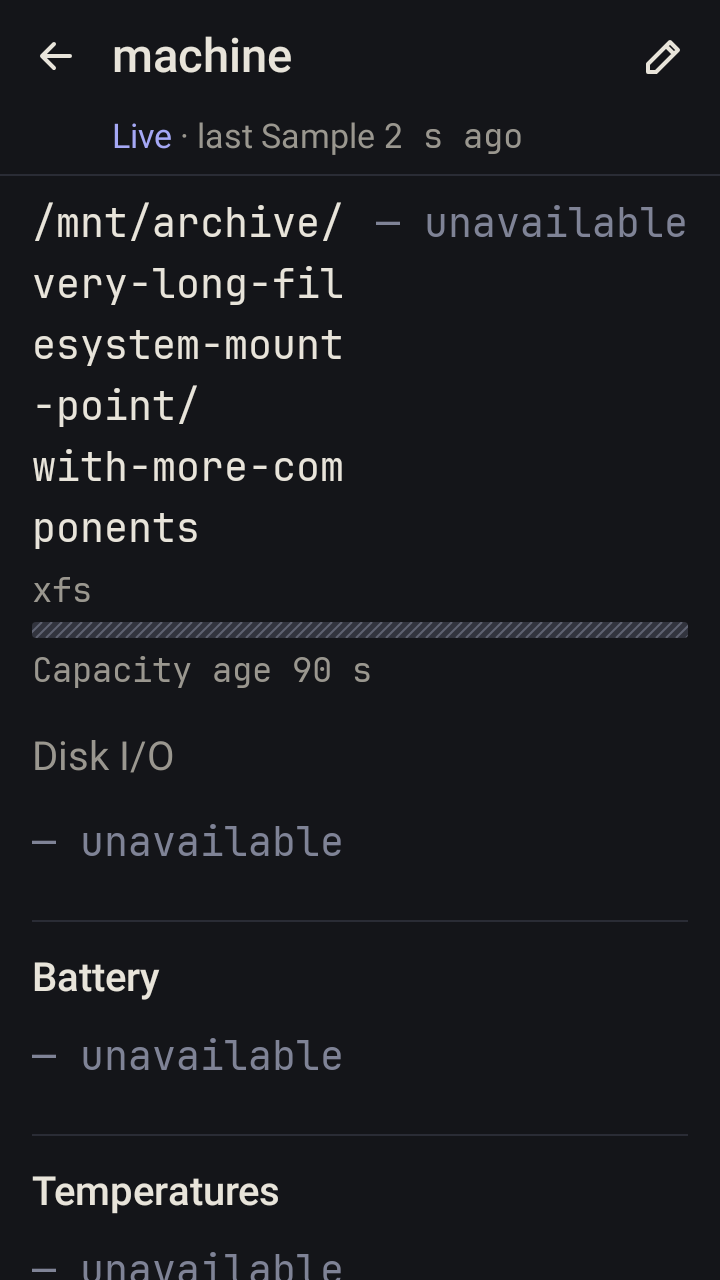 machine
Live · last Sample 2 s ago
/mnt/archive/ — unavailable
very-long-fil
esystem-mount
-point/
with-more-com
ponents
xfs
Capacity age 90 s
Disk I/O
— unavailable
Battery
— unavailable
Temperatures
— unavailable